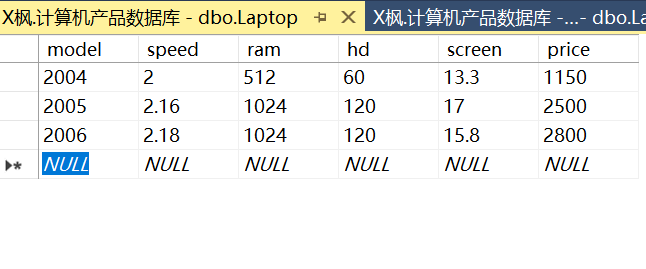 X枫.计算机产品数据库 - dbo.Laptop X枫.计算机产品数据库 -...- dbo.La
model speed ram hd screen price
2004 2 512 60 13.3 1150
2005 2.16 1024 120 17 2500
2006 2.18 1024 120 15.8 2800
NULL NULL NULL NULL NULL NULL